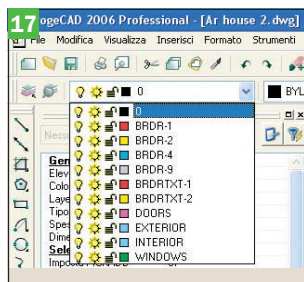 17
ogeCAD 2006 Professional - [Ar house 2.dwg]
File Modifica Visualizza Inserisci Formato Strumenti
0
BYL
0
BRDR-1
BRDR-2
BRDR-4
BRDR-9
BRDRTXT-1
BRDRTXT-2
DOORS
EXTERIOR
INTERIOR
WINDOWS
Ness
Gen
Elev
Colo
Laye
Tipo
Spes
Dime
Sele